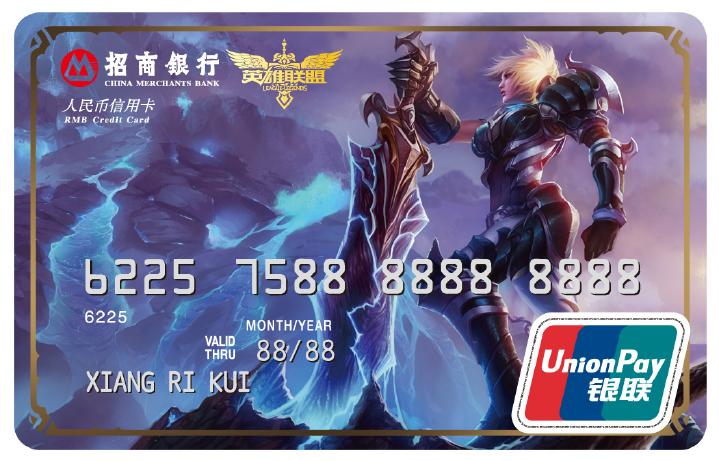 招商银行
CHINA MERCHANTS BANK
英雄联盟
LEAGUE OF LEGENDS
人民币信用卡
RMB Credit Card
6225 7588 8888 8888
6225
MONTH/YEAR
VALID THRU 88/88
XIANG RI KUI
UnionPay
银联